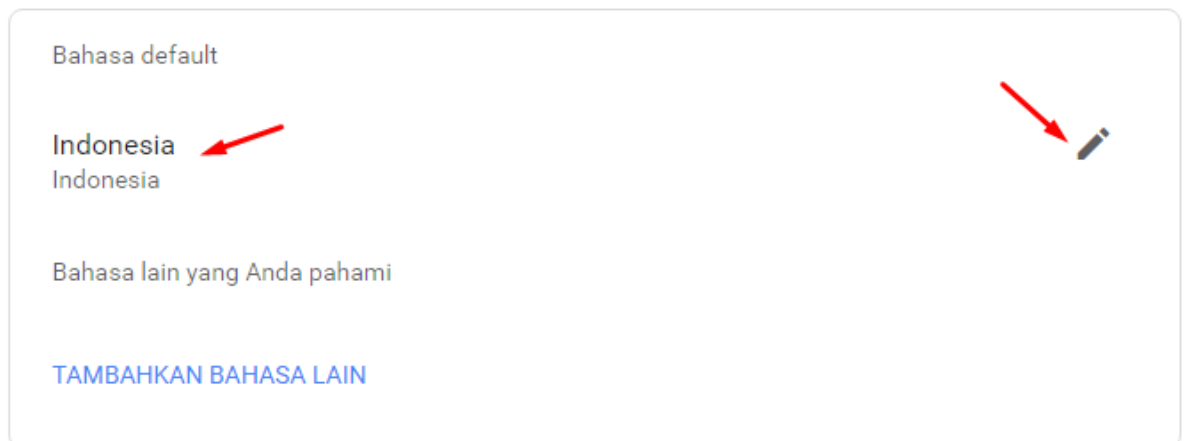 Bahasa default
Indonesia
Indonesia
Bahasa lain yang Anda pahami
TAMBAHKAN BAHASA LAIN